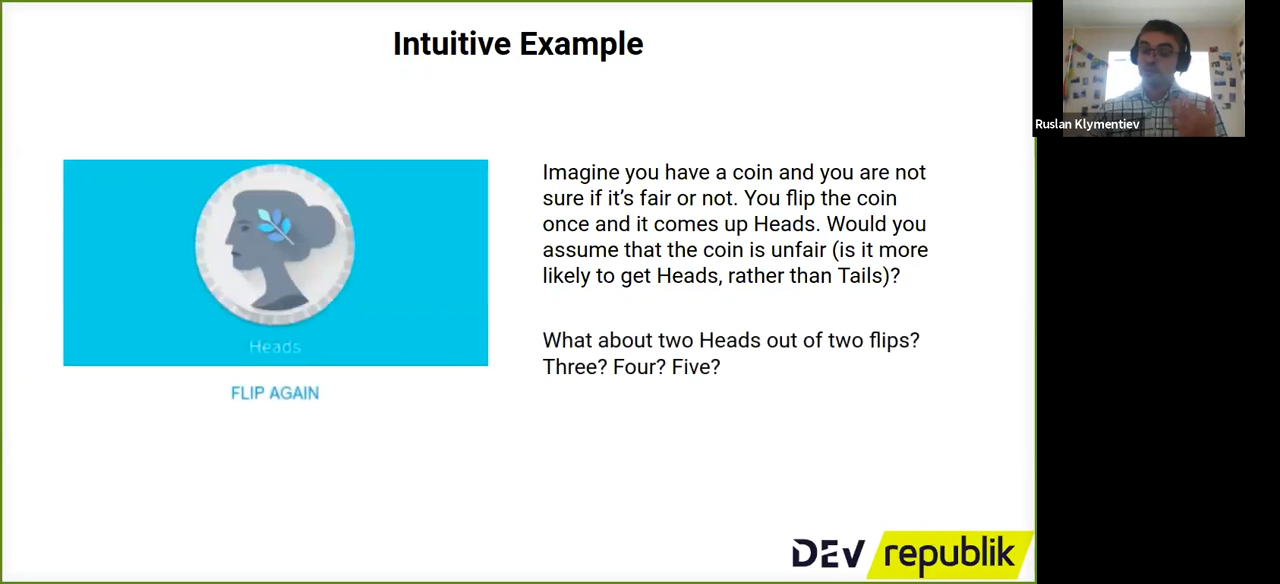 Intuitive Example
Ruslan Klymentiev
Imagine you have a coin and you are not
sure if it’s fair or not. You flip the coin
once and it comes up Heads. Would you
assume that the coin is unfair (is it more
likely to get Heads, rather than Tails)?
What about two Heads out of two flips?
Three? Four? Five?
Heads
FLIP AGAIN
DEV republik